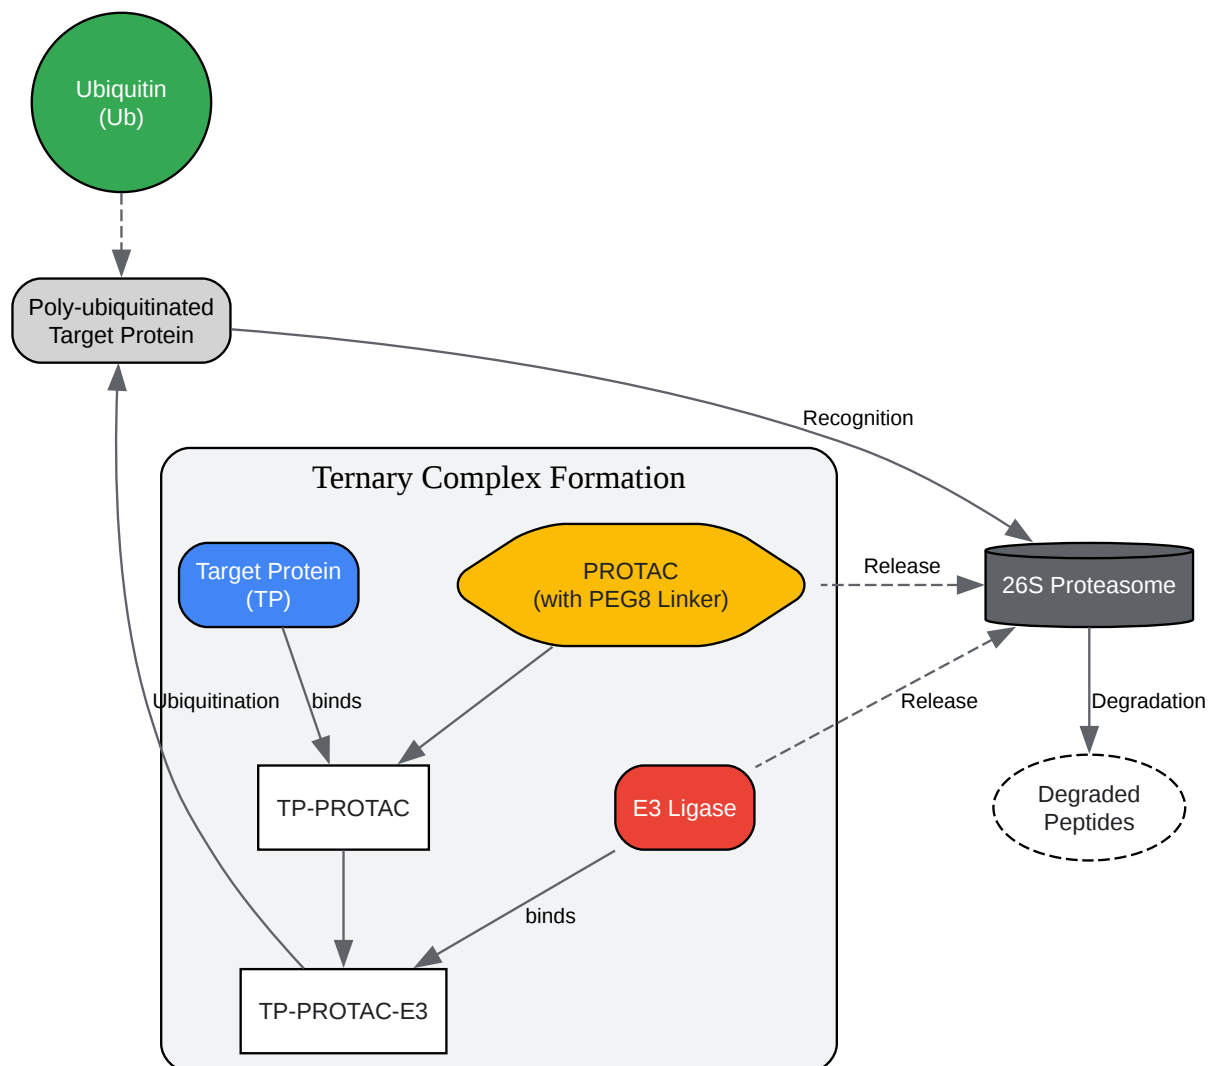 Ubiquitin
(Ub)
Poly-ubiquitinated
Target Protein
Recognition
Ternary Complex Formation
Target Protein
(TP)
PROTAC
(with PEG8 Linker)
Release
26S Proteasome
Ubiquitination
binds
Release
Degradation
TP-PROTAC
E3 Ligase
Degraded
Peptides
binds
TP-PROTAC-E3